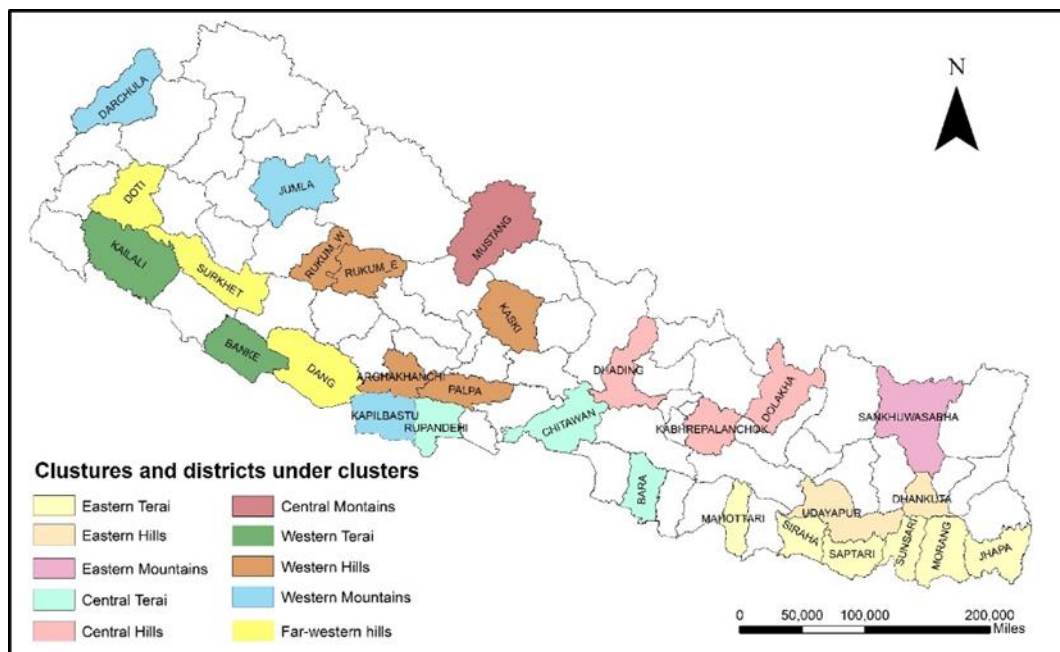 N
DARCHULA
DOTI
JUMLA
KAILALI
SURKHET
RUKUM_W
RUKUM_E
MUSTANG
KASKI
BANKE
DANG
ARGHAKHANCHI
PALPA
KAPILBASTU
RUPANDEHI
CHITAWAN
DHADING
KABHREPALANCHOK
DOLAKHA
SANKHUWASABHA
BARA
MAHOTTARI
SIRAHA
UDAYAPUR
SAPTARI
DHANKUTA
SUNSARI
MORANG
JHAPA
Clustures and districts under clusters
Eastern Terai
Eastern Hills
Eastern Mountains
Central Terai
Central Hills
Central Montains
Western Terai
Western Hills
Western Mountains
Far-western hills
0 50,000 100,000 200,000
Miles